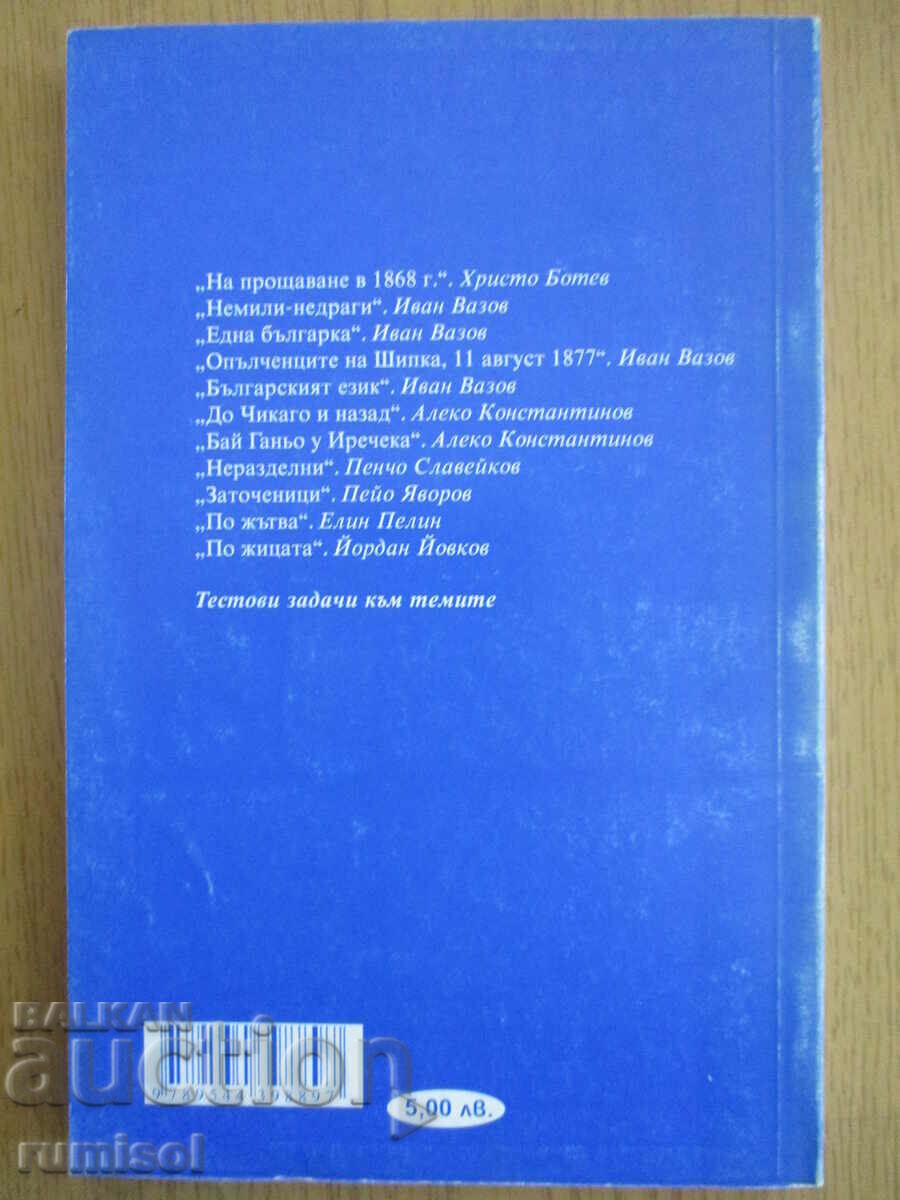 „На прощаване в 1868 г.“. Христо Ботев
„Немили-недраги“. Иван Вазов
„Една българка“. Иван Вазов
„Опълченците на Шипка, 11 август 1877“. Иван Вазов
„Българският език“. Иван Вазов
„До Чикаго и назад“. Алеко Константинов
„Бай Ганьо у Иречека“. Алеко Константинов
„Неразделни“. Пенчо Славейков
„Заточеници“. Пейо Яворов
„По жътва“. Елин Пелин
„По жицата“. Йордан Йовков
Тестови задачи към темите
BALKAN
auction
5,00 лв.
rumisol